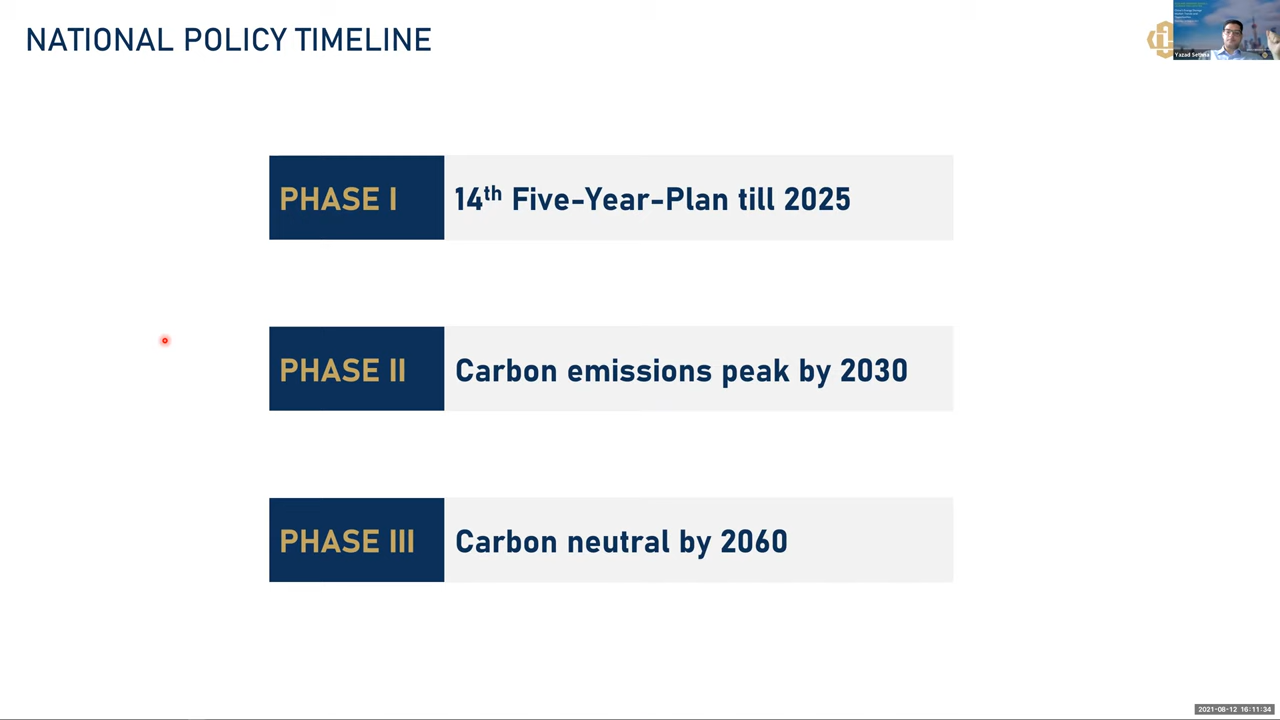 NATIONAL POLICY TIMELINE
PHASE I
14th Five-Year-Plan till 2025
PHASE II
Carbon emissions peak by 2030
PHASE III
Carbon neutral by 2060
2021-08-12 16:11:34